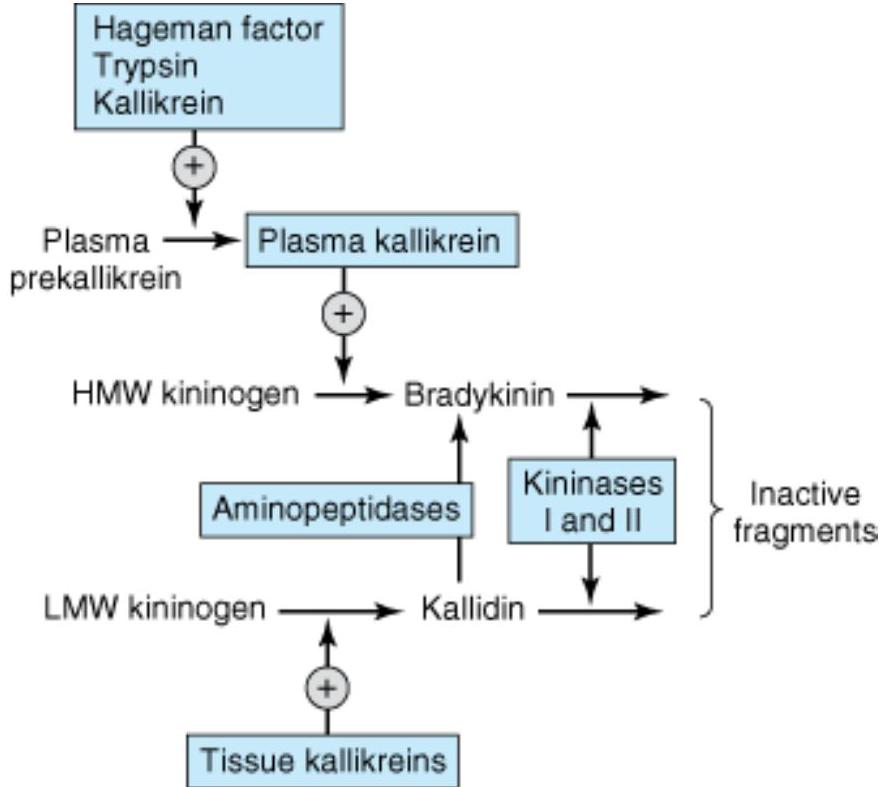 Hageman factor
Trypsin
Kallikrein
+
Plasma
prekallikrein
Plasma kallikrein
+
HMW kininogen
Bradykinin
Aminopeptidases
Kininases
I and II
Inactive
fragments
LMW kininogen
Kallidin
+
Tissue kallikreins